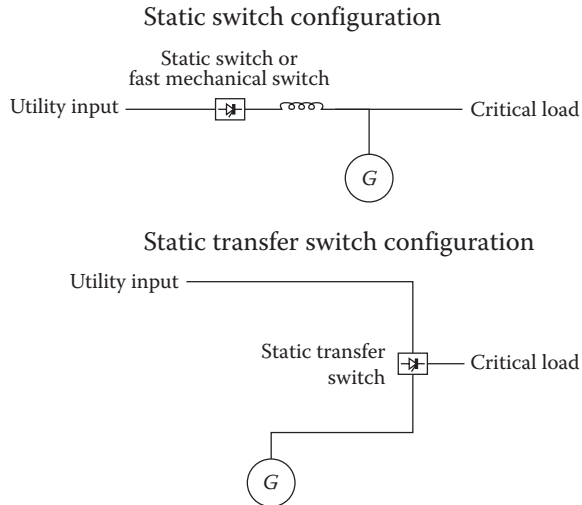 Static switch configuration
Static switch or
fast mechanical switch
Utility input
Critical load
G
Static transfer switch configuration
Utility input
Static transfer
switch
Critical load
G